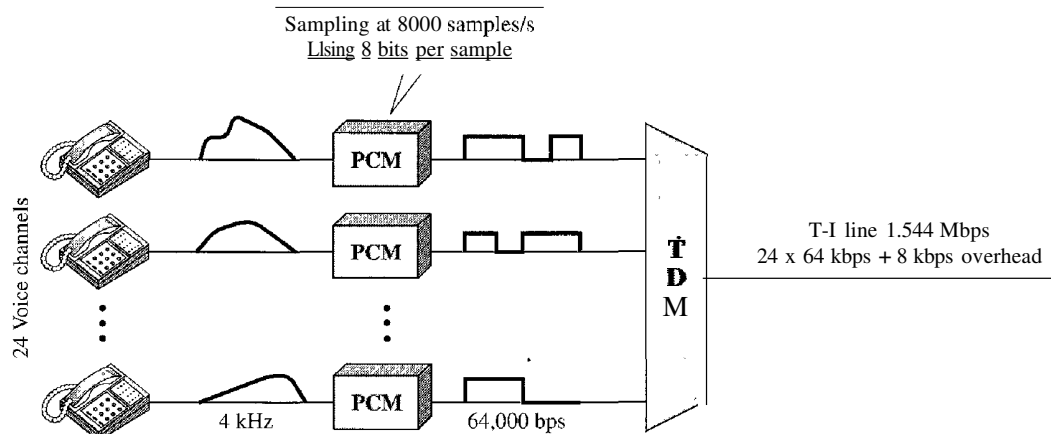 Sampling at 8000 samples/s
Llsing 8 bits per sample
PCM
PCM
T
D
M
T-I line 1.544 Mbps
24 x 64 kbps + 8 kbps overhead
24 Voice channels
PCM
4 kHz
64,000 bps